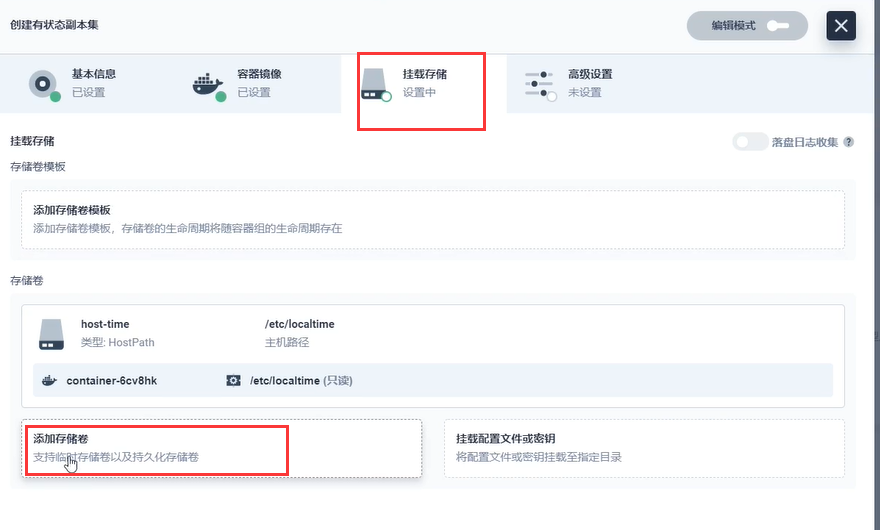 创建有状态副本集
编辑模式
基本信息
已设置
容器镜像
已设置
挂载存储
设置中
高级设置
未设置
挂载存储
落盘日志收集 ?
存储卷模板
添加存储卷模板
添加存储卷模板，存储卷的生命周期将随容器组的生命周期存在
存储卷
host-time
类型: HostPath
/etc/localtime
主机路径
container-6cv8hk
/etc/localtime (只读)
添加存储卷
支持临时存储卷以及持久化存储卷
挂载配置文件或密钥
将配置文件或密钥挂载至指定目录